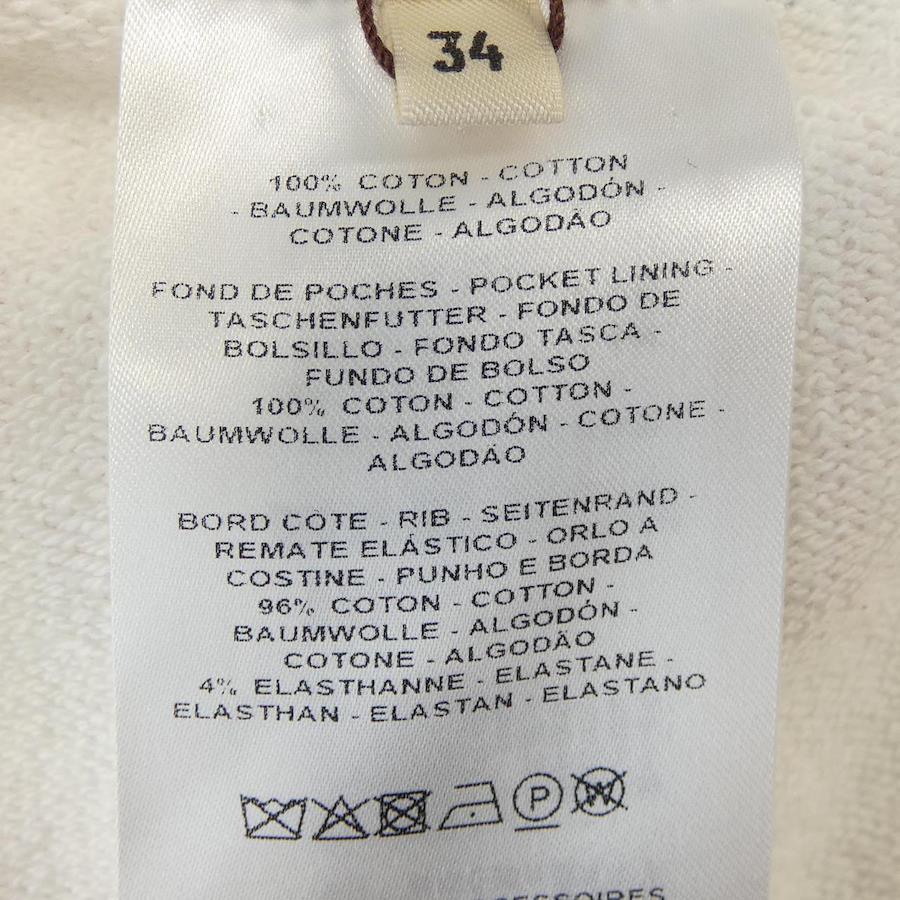 34
100% COTON - COTTON
- BAUMWOLLE - ALGODÓN -
COTONE - ALGODÃO
FOND DE POCHES - POCKET LINING -
TASCHENFUTTER - FONDO DE
BOLSILLO - FONDO TASCA -
FUNDO DE BOLSO
100% COTON - COTTON -
BAUMWOLLE - ALGODÓN - COTONE -
ALGODÃO
BORD CÔTE - RIB - SEITENRAND -
REMATE ELÁSTICO - ORLO A
COSTINE - PUNHO E BORDA
96% COTON - COTTON -
BAUMWOLLE - ALGODÓN -
COTONE - ALGODÃO
4% ELASTHANNE - ELASTANE -
ELASTHAN - ELASTAN - ELASTANO
P W